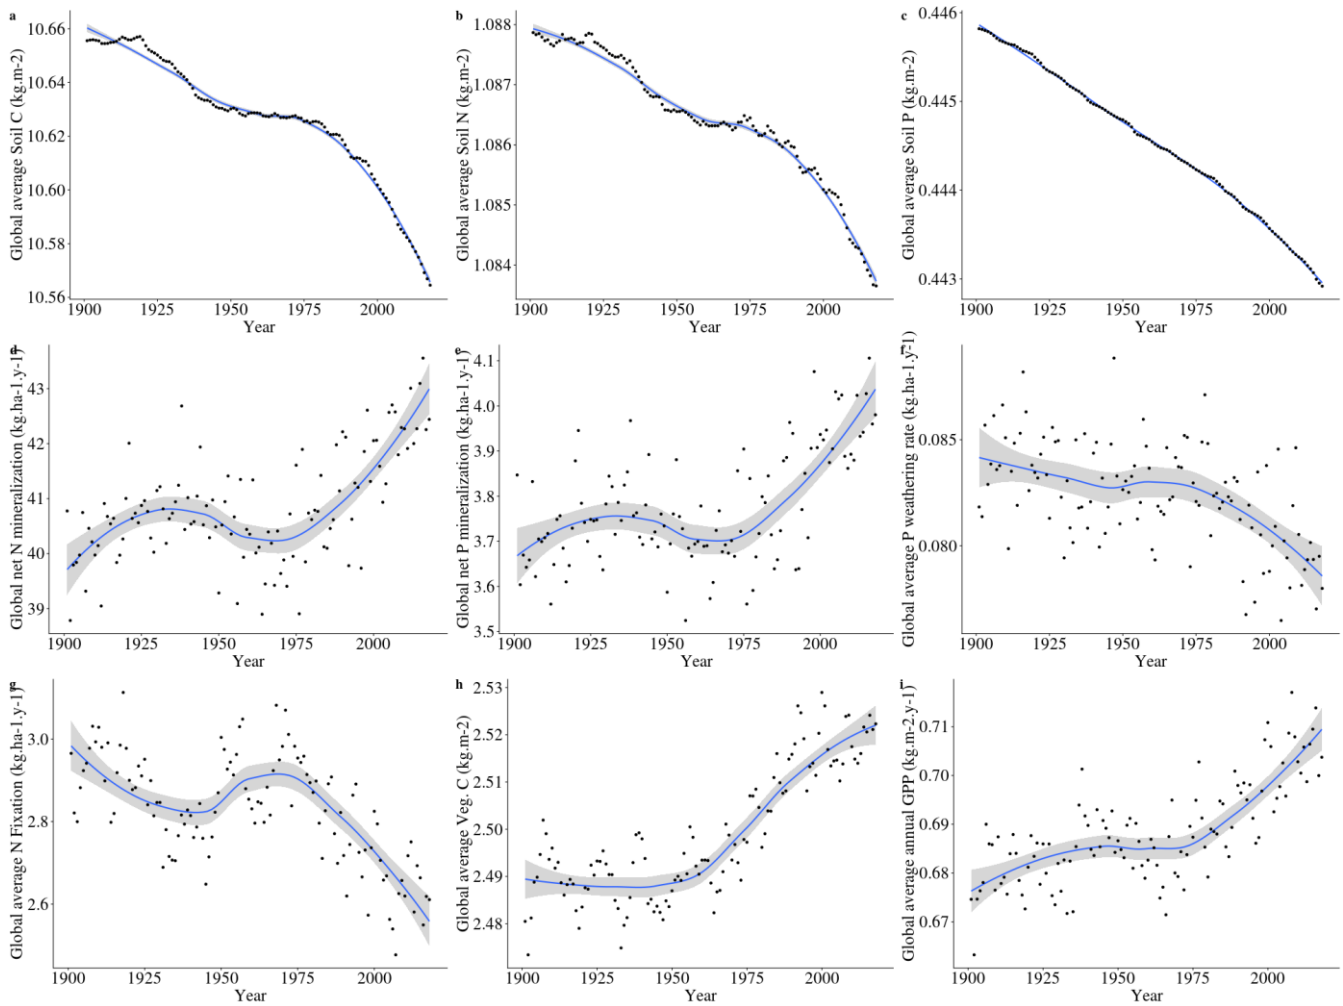 a
b
c
Global average Soil C (kg.m-2)
10.66
10.64
10.62
10.60
10.58
10.56
1900 1925 1950 1975 2000
Year
Global average Soil N (kg.m-2)
1.088
1.087
1.086
1.085
1.084
1900 1925 1950 1975 2000
Year
Global average Soil P (kg.m-2)
0.446
0.445
0.444
0.443
1900 1925 1950 1975 2000
Year
d
e
f
Global net N mineralization (kg.ha-1.y-1)
43
42
41
40
39
1900 1925 1950 1975 2000
Year
Global net P mineralization (kg.ha-1.y-1)
4.1
4.0
3.9
3.8
3.7
3.6
3.5
1900 1925 1950 1975 2000
Year
Global average P weathering rate (kg.ha-1.y-1)
0.085
0.080
1900 1925 1950 1975 2000
Year
g
h
i
Global average N Fixation (kg.ha-1.y-1)
3.0
2.8
2.6
1900 1925 1950 1975 2000
Year
Global average Veg. C (kg.m-2)
2.53
2.52
2.51
2.50
2.49
2.48
1900 1925 1950 1975 2000
Year
Global average annual GPP (kg.m-2.y-1)
0.71
0.70
0.69
0.68
0.67
1900 1925 1950 1975 2000
Year